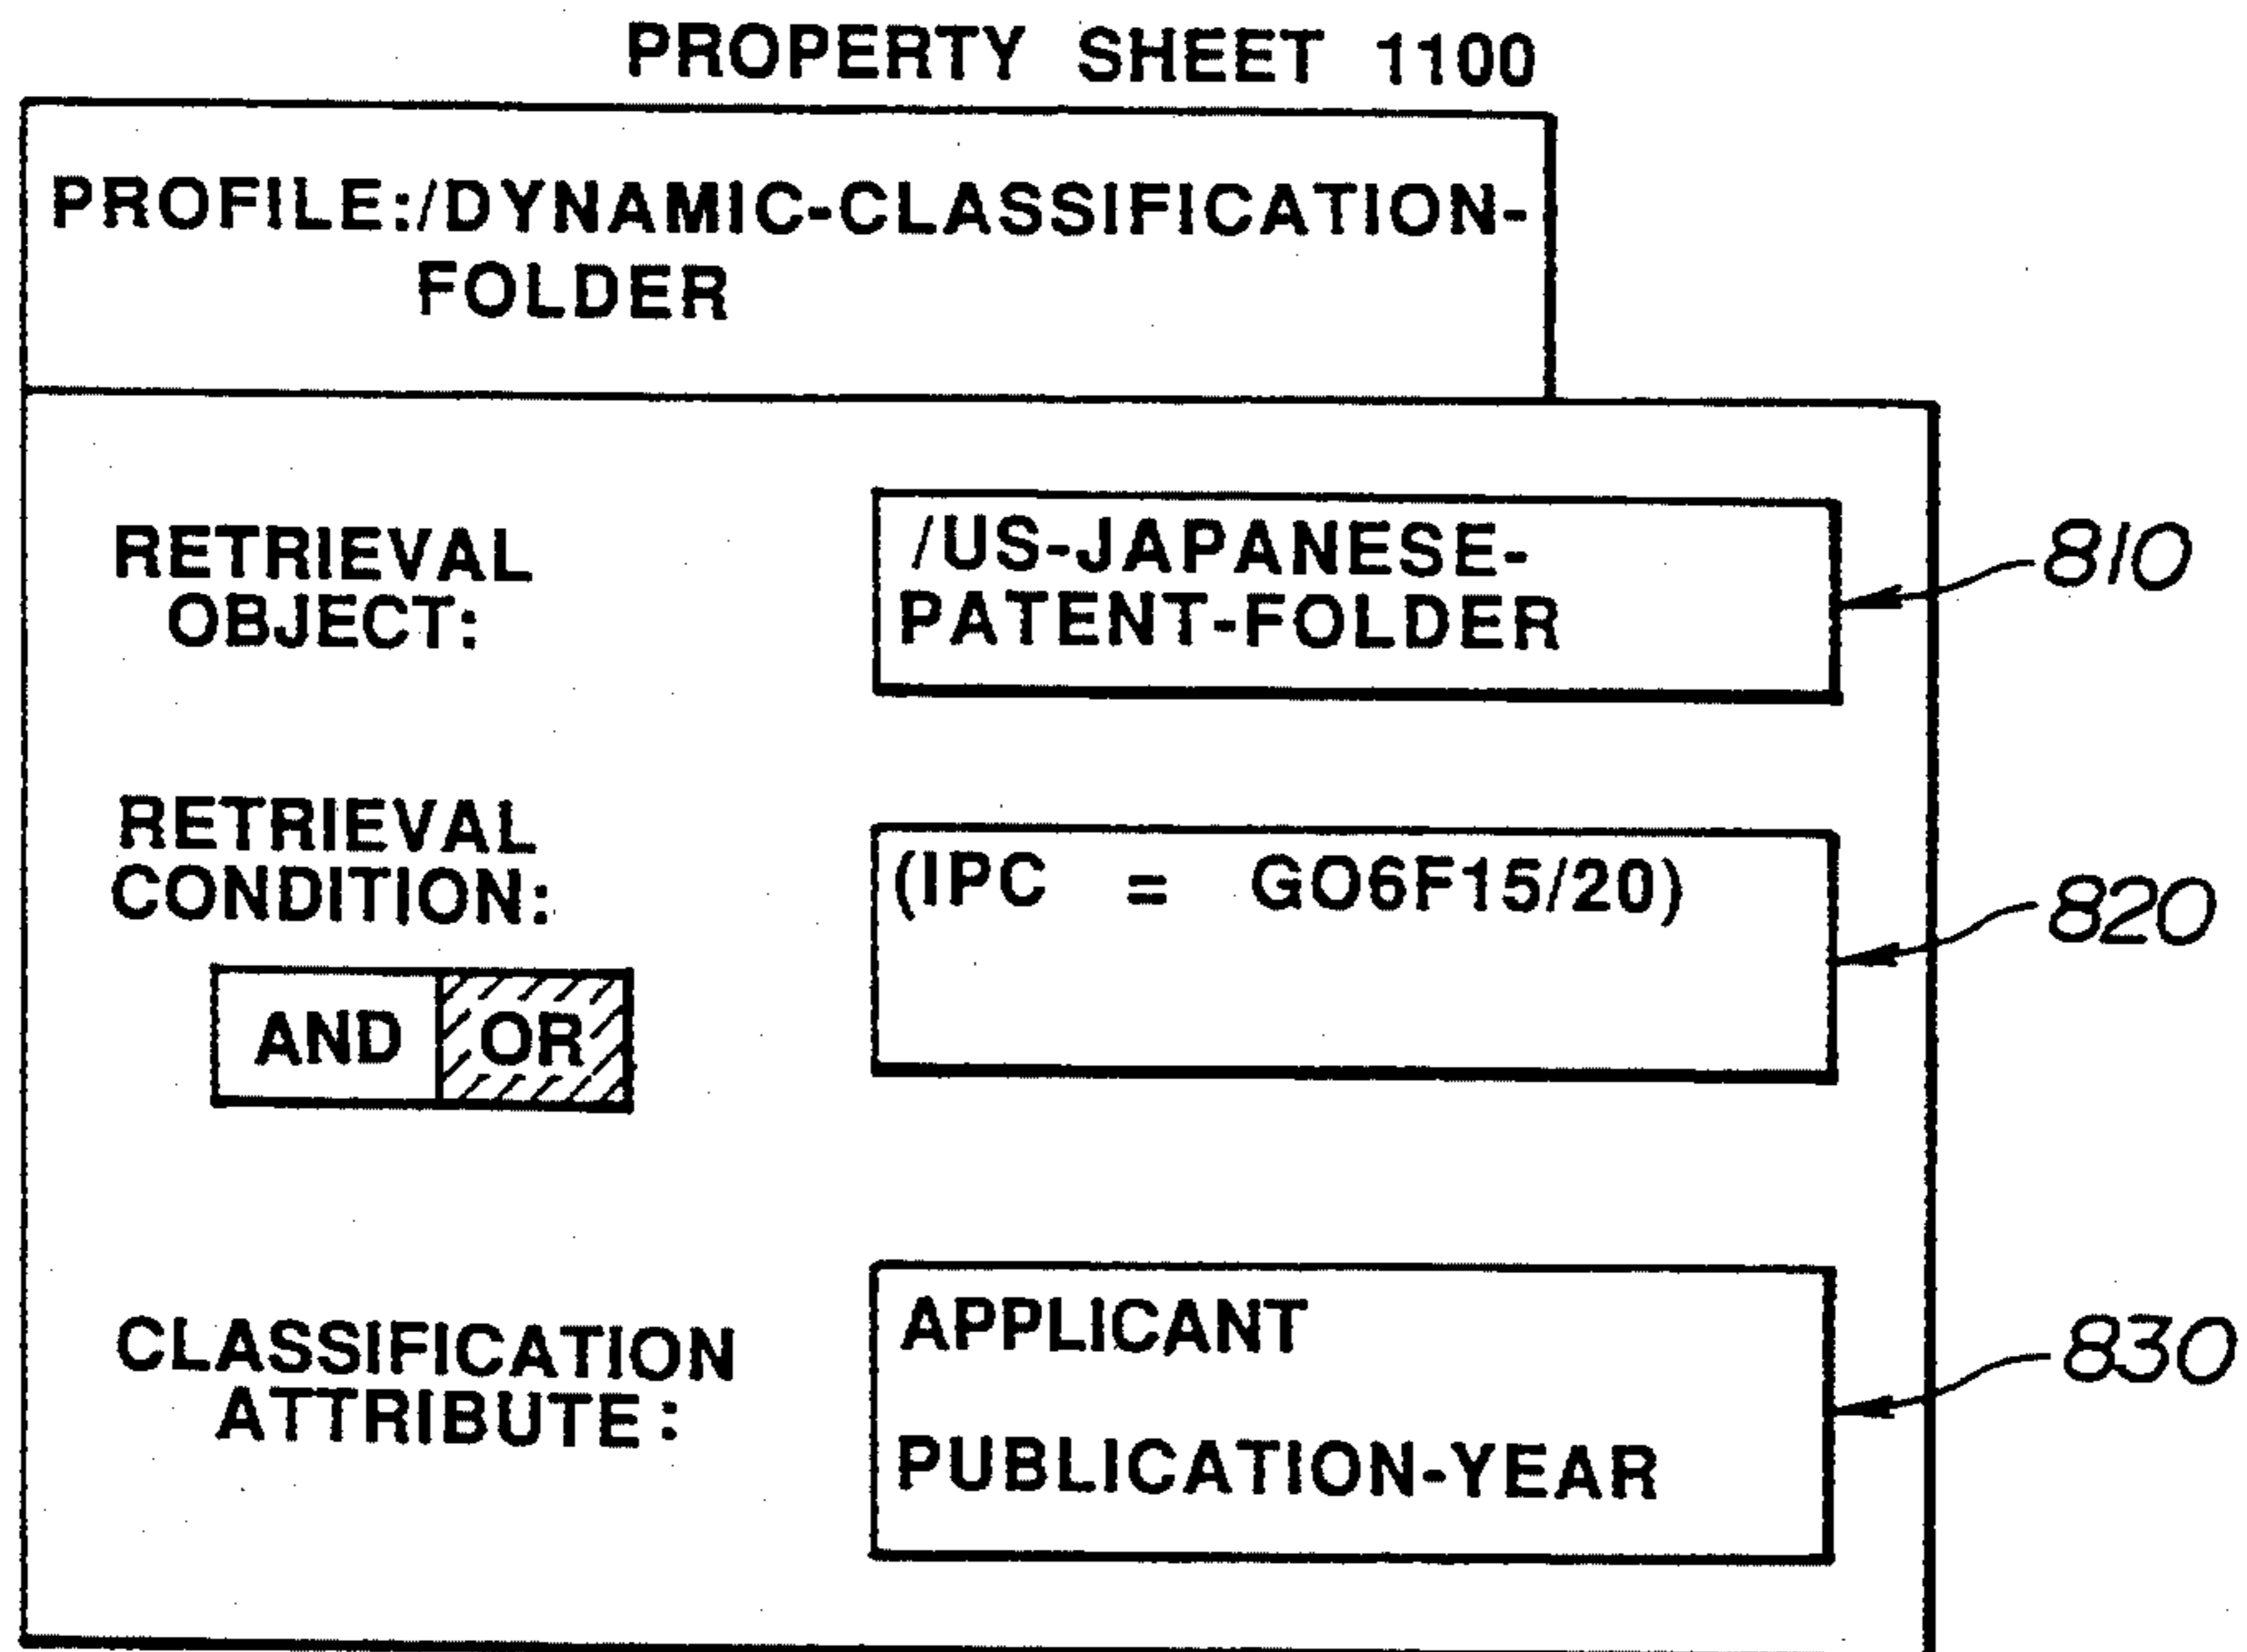 PROPERTY SHEET 1100
PROFILE:/DYNAMIC-CLASSIFICATION-
FOLDER
RETRIEVAL
OBJECT:
/US-JAPANESE-
PATENT-FOLDER
810
RETRIEVAL
CONDITION:
(IPC = GO6F15/20)
820
AND OR
CLASSIFICATION
ATTRIBUTE:
APPLICANT
PUBLICATION-YEAR
830